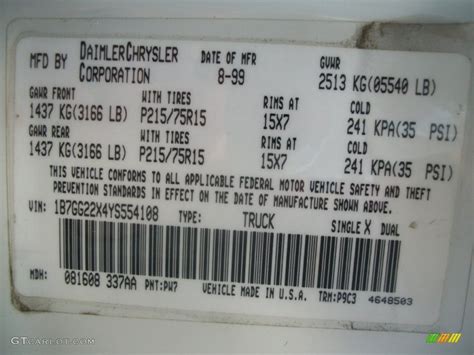 MFD BY DAIMLERCHRYSLER CORPORATION DATE OF MFR 8-99 GVWR 2513 KG(05540 LB)
GAWR FRONT WITH TIRES RIMS AT COLD
1437 KG(3166 LB) P215/75R15 15X7 241 KPA(35 PSI)
GAWR REAR WITH TIRES RIMS AT COLD
1437 KG(3166 LB) P215/75R15 15X7 241 KPA(35 PSI)
THIS VEHICLE CONFORMS TO ALL APPLICABLE FEDERAL MOTOR VEHICLE SAFETY AND THEFT
PREVENTION STANDARDS IN EFFECT ON THE DATE OF MANUFACTURE SHOWN ABOVE.
VIN: 1B7GG22X4YS554108 TYPE: TRUCK SINGLE X DUAL
MDH: 081608 337AA PNT:PW7 VEHICLE MADE IN U.S.A. TRM:P9C3 4648503
© GTCARLOT.COM